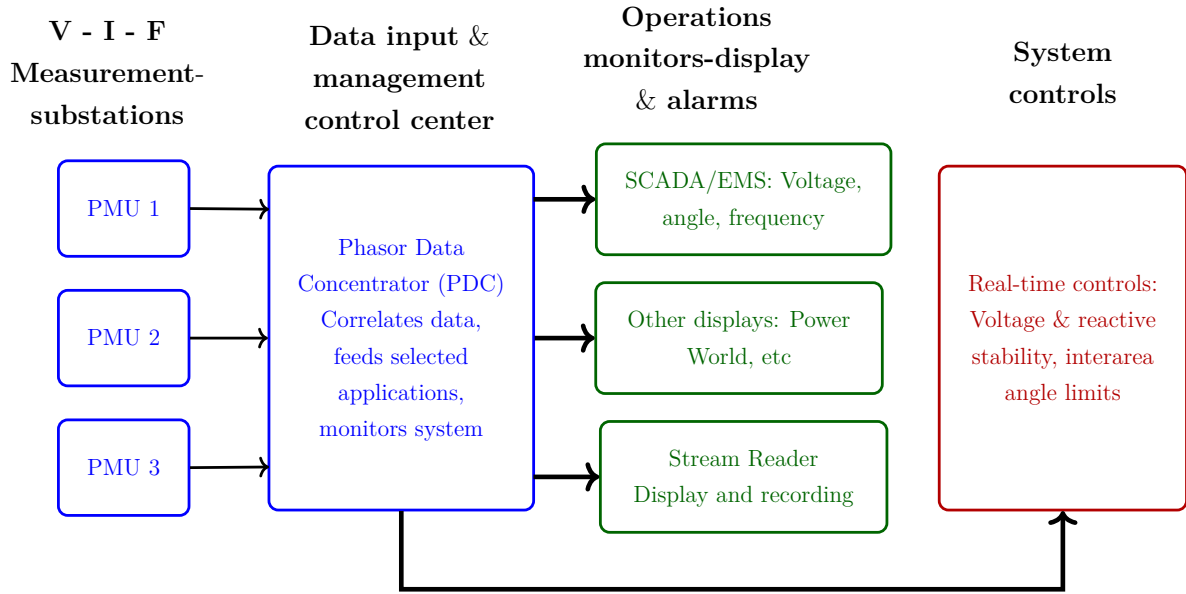 V - I - F
Measurement-
substations
Data input &
management
control center
Operations
monitors-display
& alarms
System
controls
PMU 1
PMU 2
PMU 3
Phasor Data
Concentrator (PDC)
Correlates data,
feeds selected
applications,
monitors system
SCADA/EMS: Voltage,
angle, frequency
Other displays: Power
World, etc
Stream Reader
Display and recording
Real-time controls:
Voltage & reactive
stability, interarea
angle limits